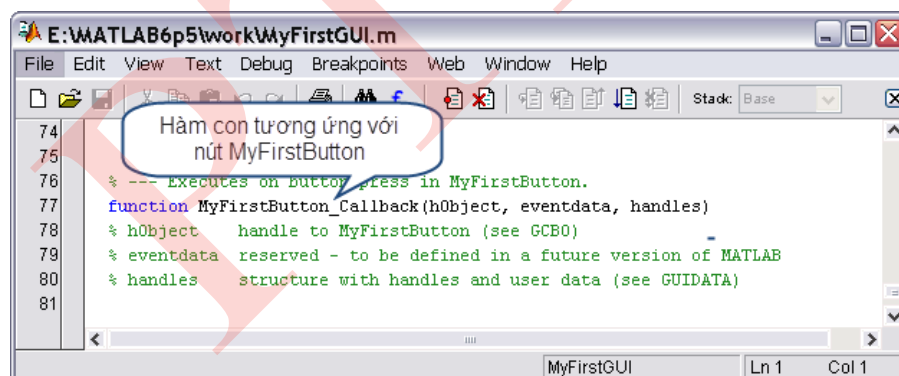 E:\MATLAB6p5\work\MyFirstGUI.m
File Edit View Text Debug Breakpoints Web Window Help
Stack: Base
Hàm con tương ứng với
nút MyFirstButton
74
75
76 % --- Executes on button press in MyFirstButton.
77 function MyFirstButton_Callback(hObject, eventdata, handles)
78 % hObject handle to MyFirstButton (see GCBO)
79 % eventdata reserved - to be defined in a future version of MATLAB
80 % handles structure with handles and user data (see GUIDATA)
81
MyFirstGUI Ln 1 Col 1